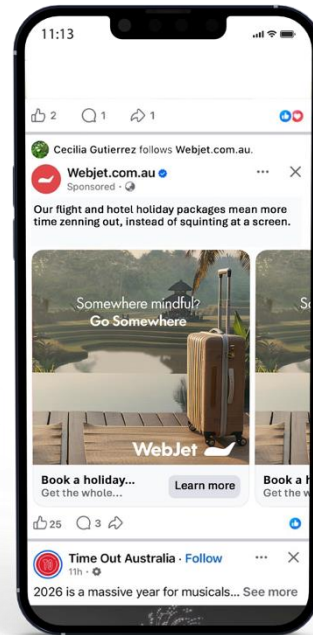 11:13
2 1 1
Cecilia Gutierrez follows Webjet.com.au.
Webjet.com.au
Sponsored ·
Our flight and hotel holiday packages mean more
time zenning out, instead of squinting at a screen.
Somewhere mindful?
Go Somewhere
WebJet
Book a holiday...
Get the whole...
Learn more
So
Book a h
Get the w
25 3
Time Out Australia · Follow
11h ·
2026 is a massive year for musicals... See more